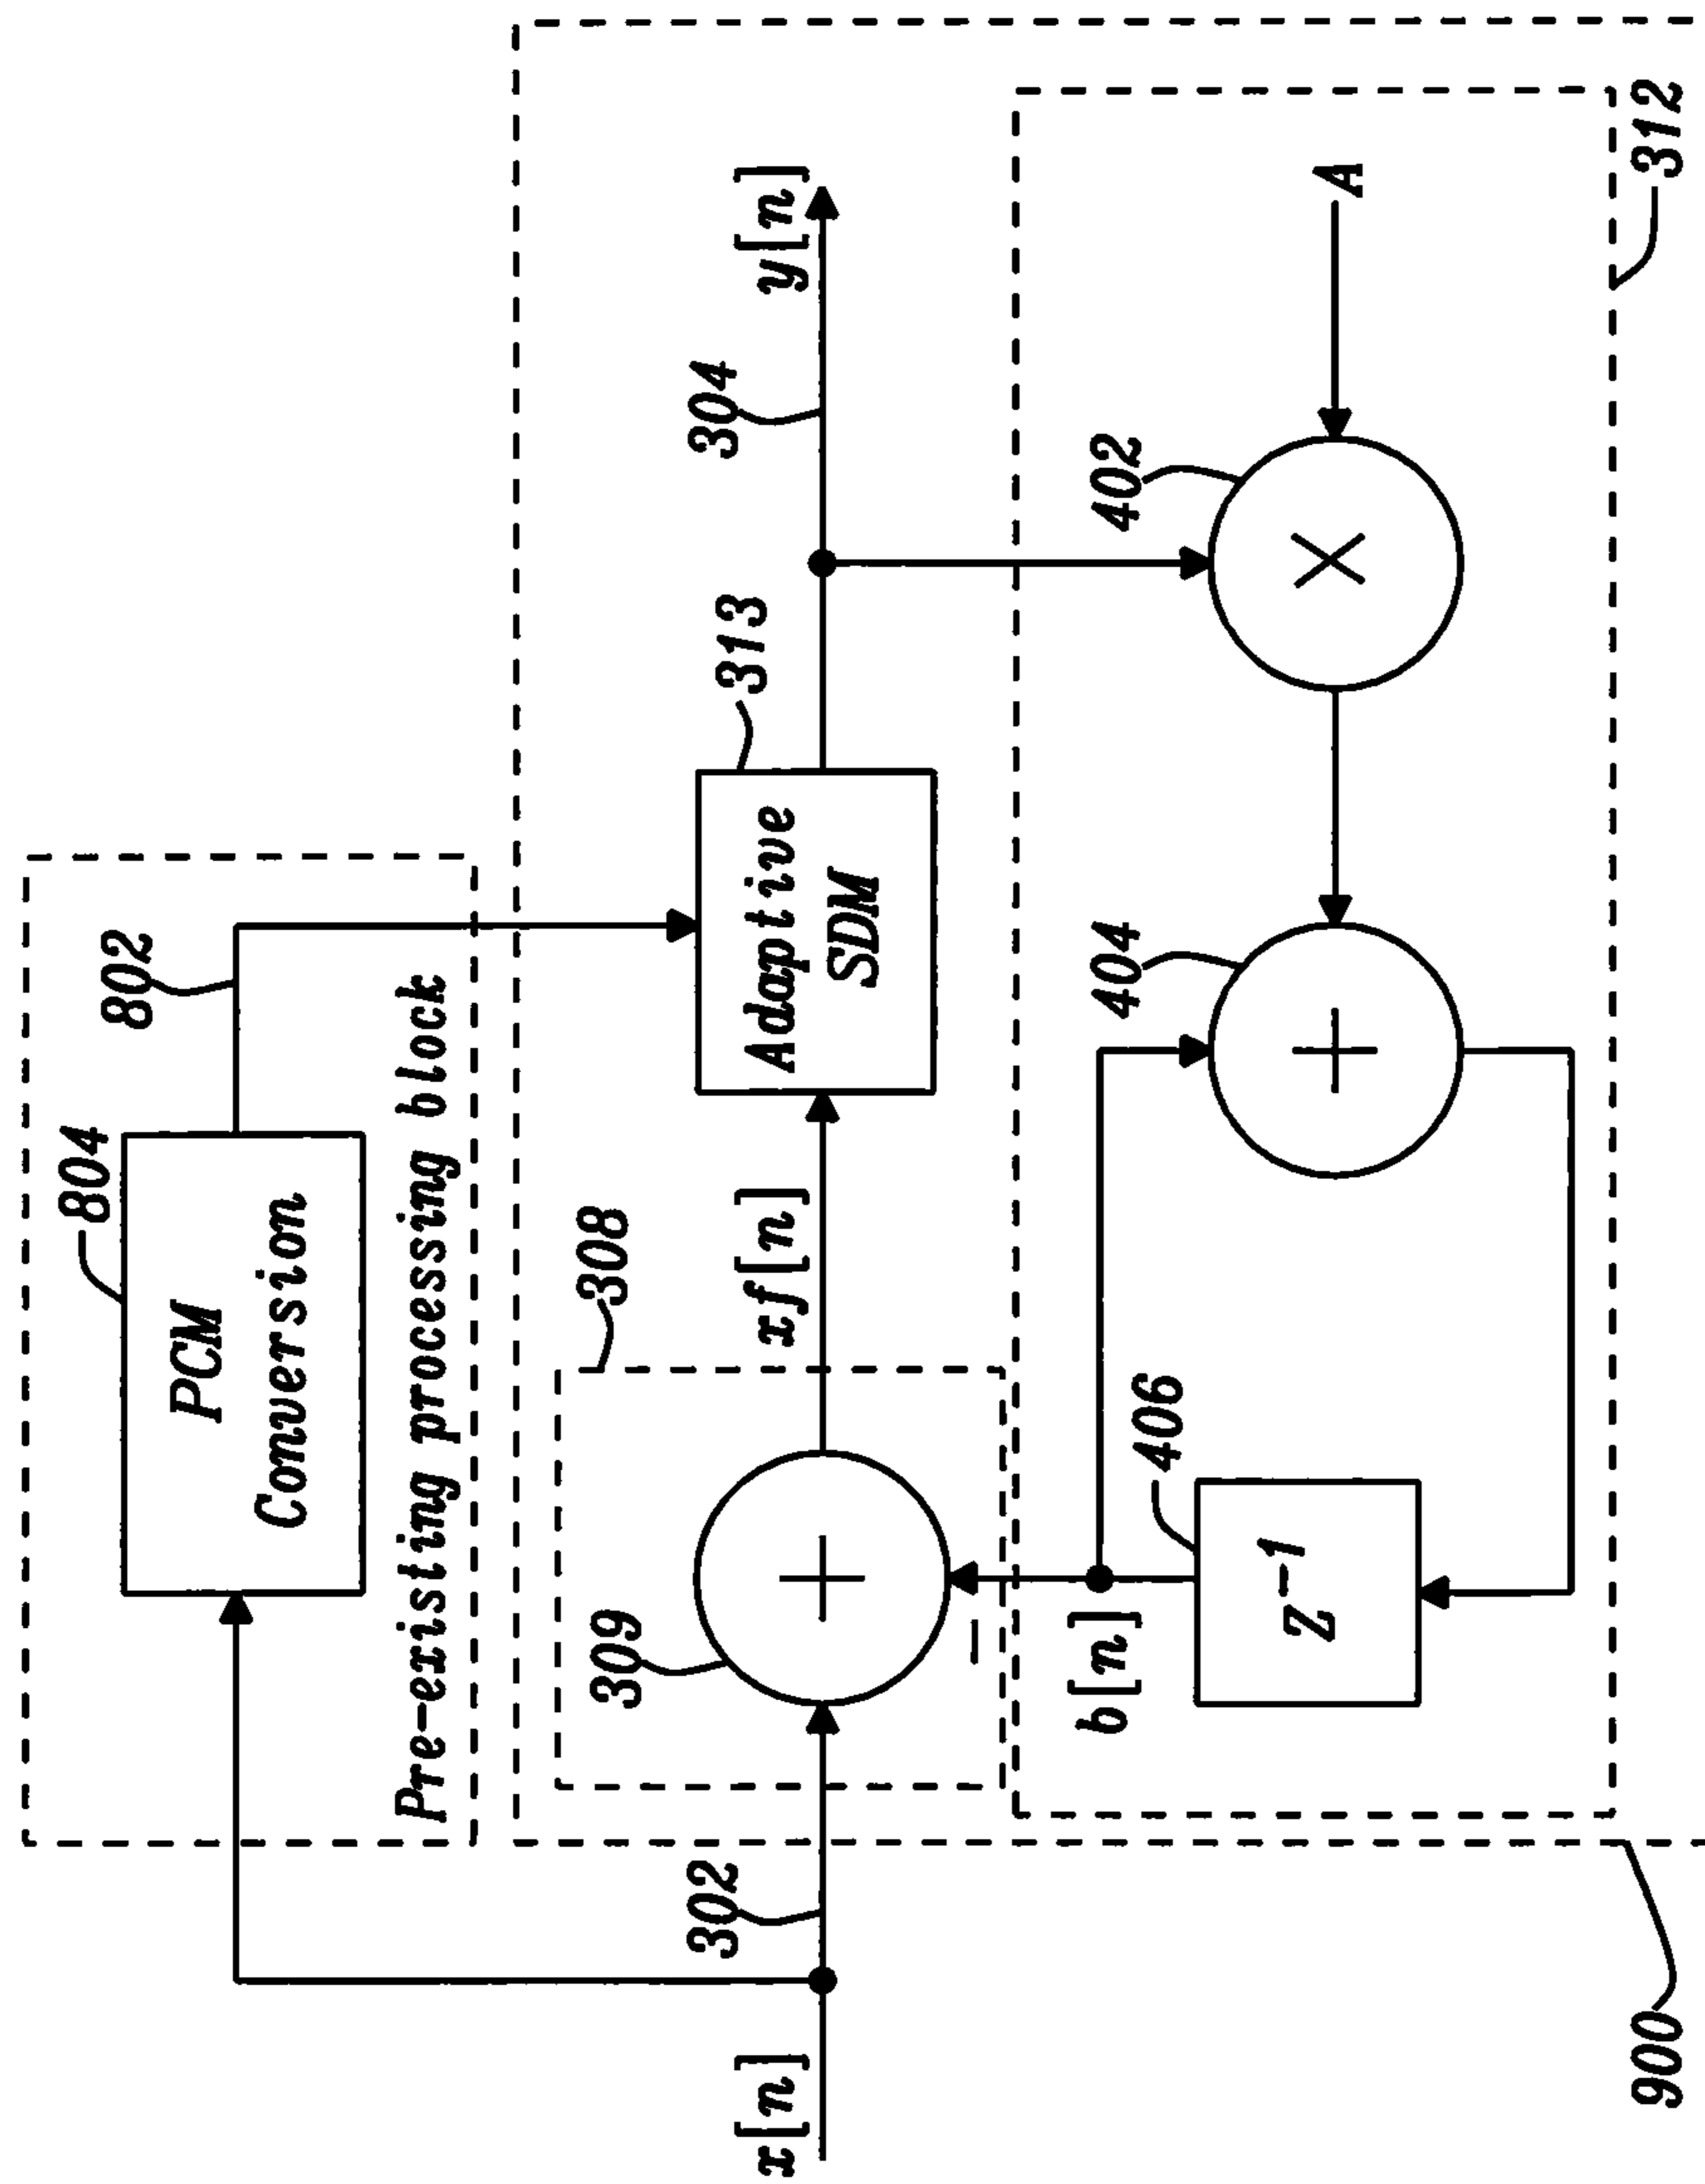 804
802
PCM
Conversion
Pre-existing processing block
308
309
313
304
x[n]
302
xf[n]
Adaptive
SDM
y[n]
−
b[n]
406
404
402
z⁻¹
+
+
X
A
900
312